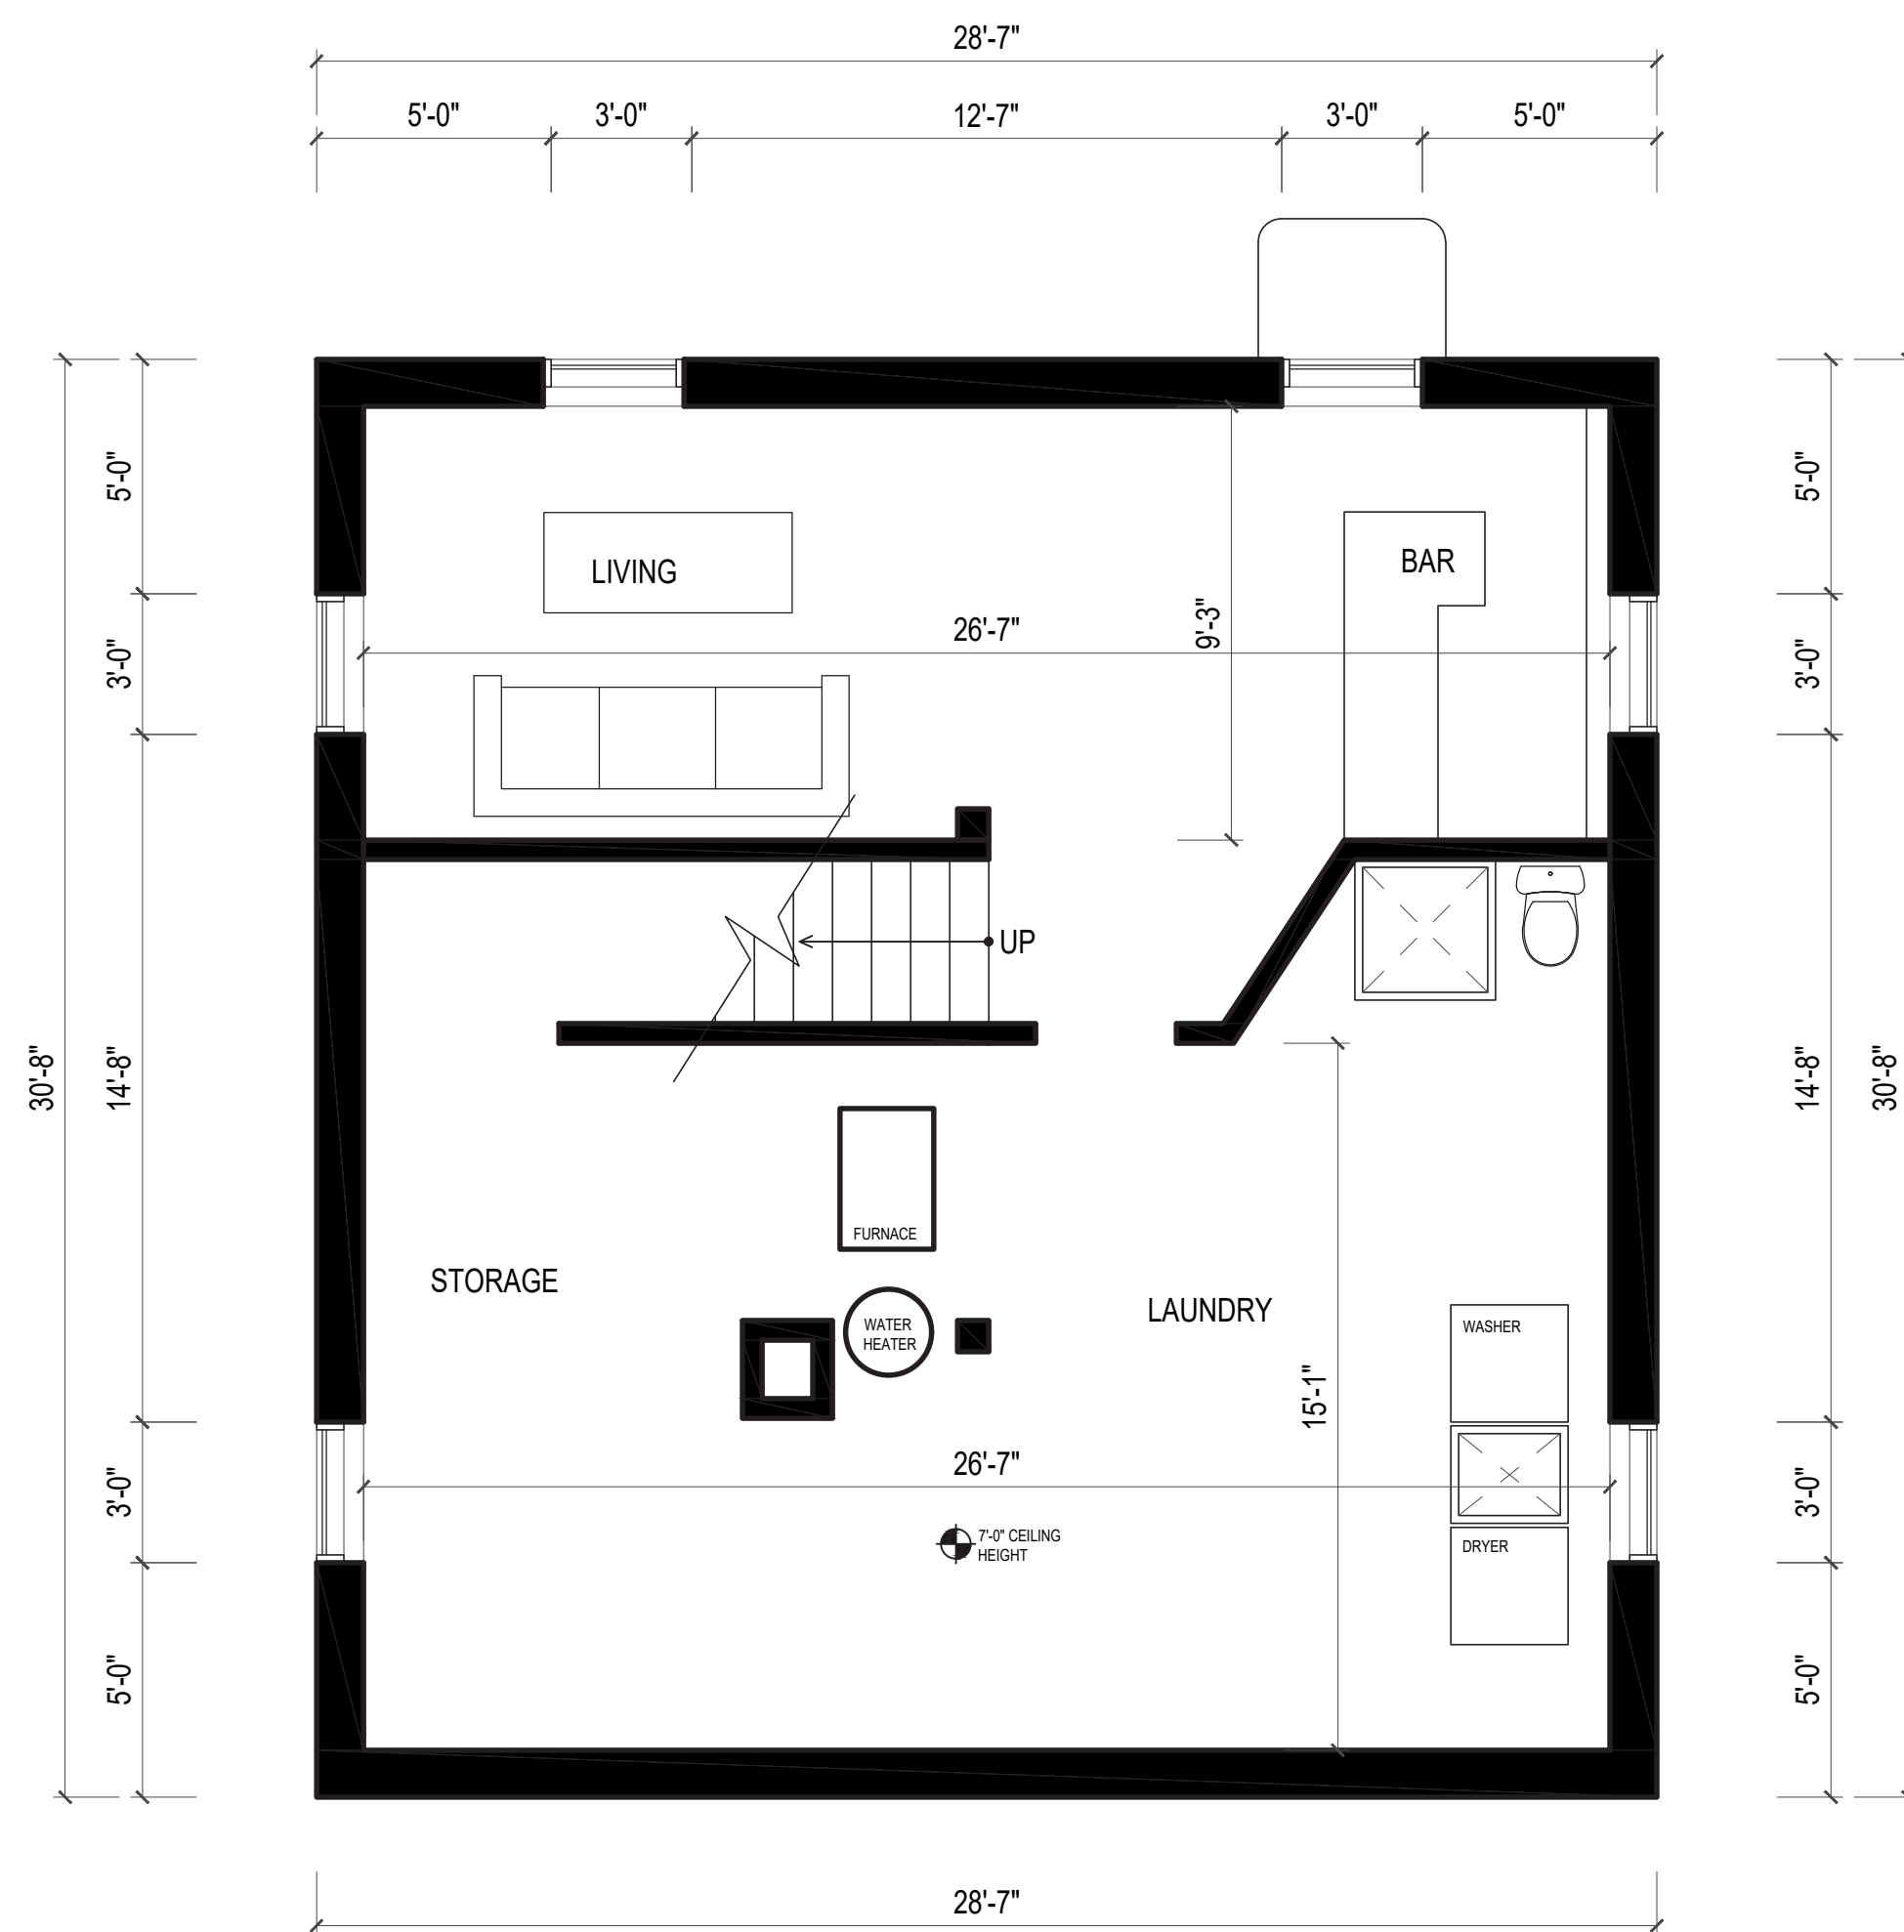 28'-7"
5'-0"
3'-0"
12'-7"
3'-0"
5'-0"
5'-0"
3'-0"
14'-8"
30'-8"
3'-0"
5'-0"
LIVING
BAR
26'-7"
9'-3"
UP
FURNACE
STORAGE
WATER
HEATER
LAUNDRY
WASHER
15'-1"
26'-7"
7'-0" CEILING
HEIGHT
DRYER
5'-0"
3'-0"
14'-8"
30'-8"
3'-0"
5'-0"
28'-7"